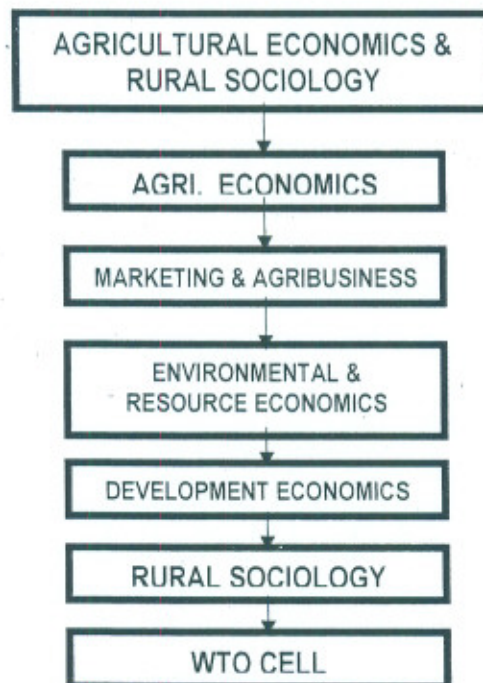 AGRICULTURAL ECONOMICS &
RURAL SOCIOLOGY
AGRI. ECONOMICS
MARKETING & AGRIBUSINESS
ENVIRONMENTAL &
RESOURCE ECONOMICS
DEVELOPMENT ECONOMICS
RURAL SOCIOLOGY
WTO CELL